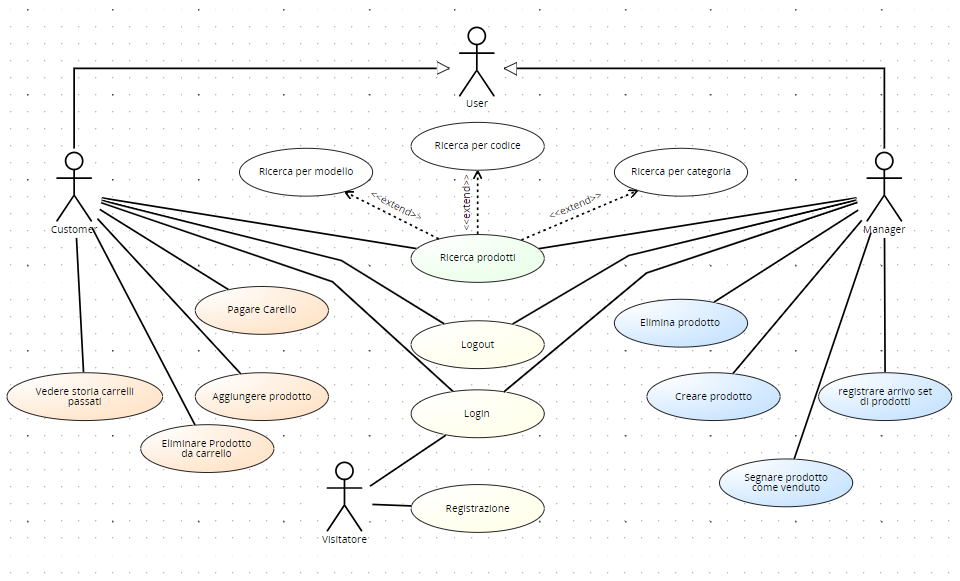 User
Ricerca per codice
Ricerca per modello
Ricerca per categoria
<<extend>>
<<extend>>
<<extend>>
Customer
Manager
Ricerca prodotti
Pagare Carello
Elimina prodotto
Logout
Vedere storia carrelli
passati
Aggiungere prodotto
Creare prodotto
registrare arrivo set
di prodotti
Login
Eliminare Prodotto
da carrello
Segnare prodotto
come venduto
Registrazione
Visitatore